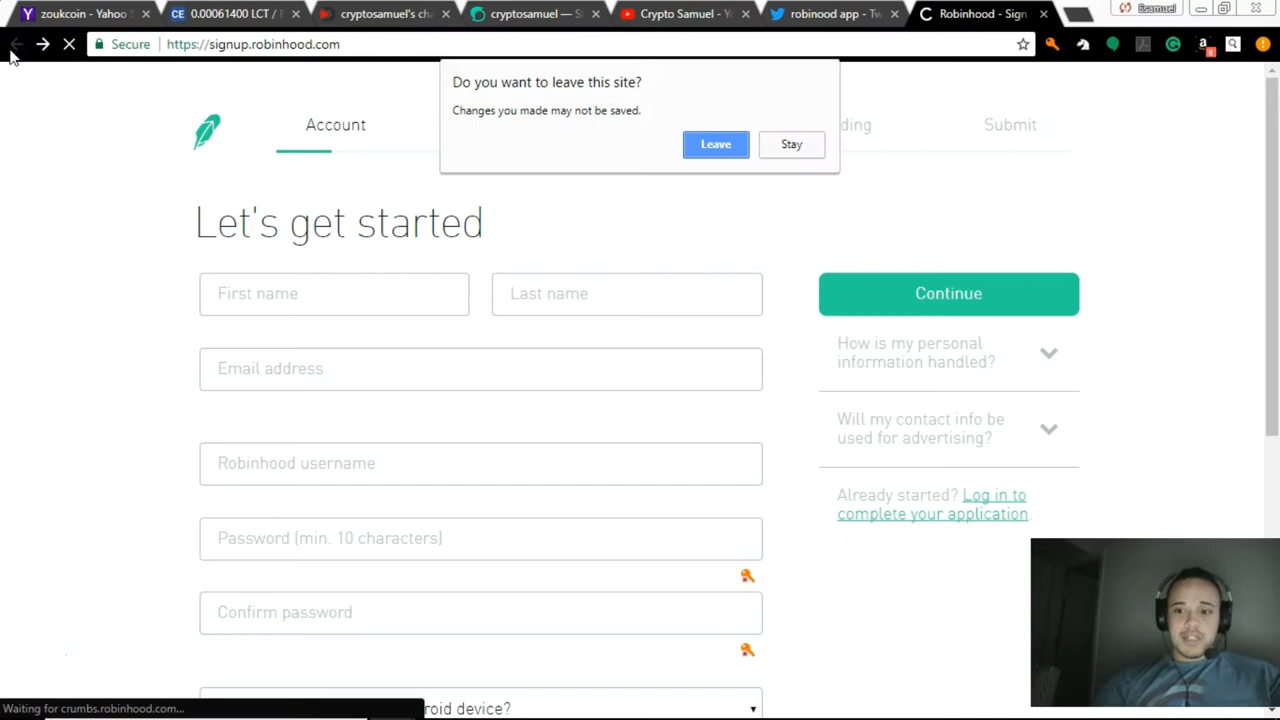 zoukcoin - Yahoo S
CE 0.00061400 LCT / E
cryptosamuel's ch
cryptosamuel — S
Crypto Samuel - Y
robinood app - Tw
Robinhood - Sign
Esamuel
Secure
https://signup.robinhood.com
Do you want to leave this site?
Changes you made may not be saved.
Leave
Stay
Account
ding
Submit
Let's get started
First name
Last name
Continue
Email address
How is my personal
information handled?
Robinhood username
Will my contact info be
used for advertising?
Already started? Log in to
complete your application.
Password (min. 10 characters)
Confirm password
roid device?
Waiting for crumbs.robinhood.com...